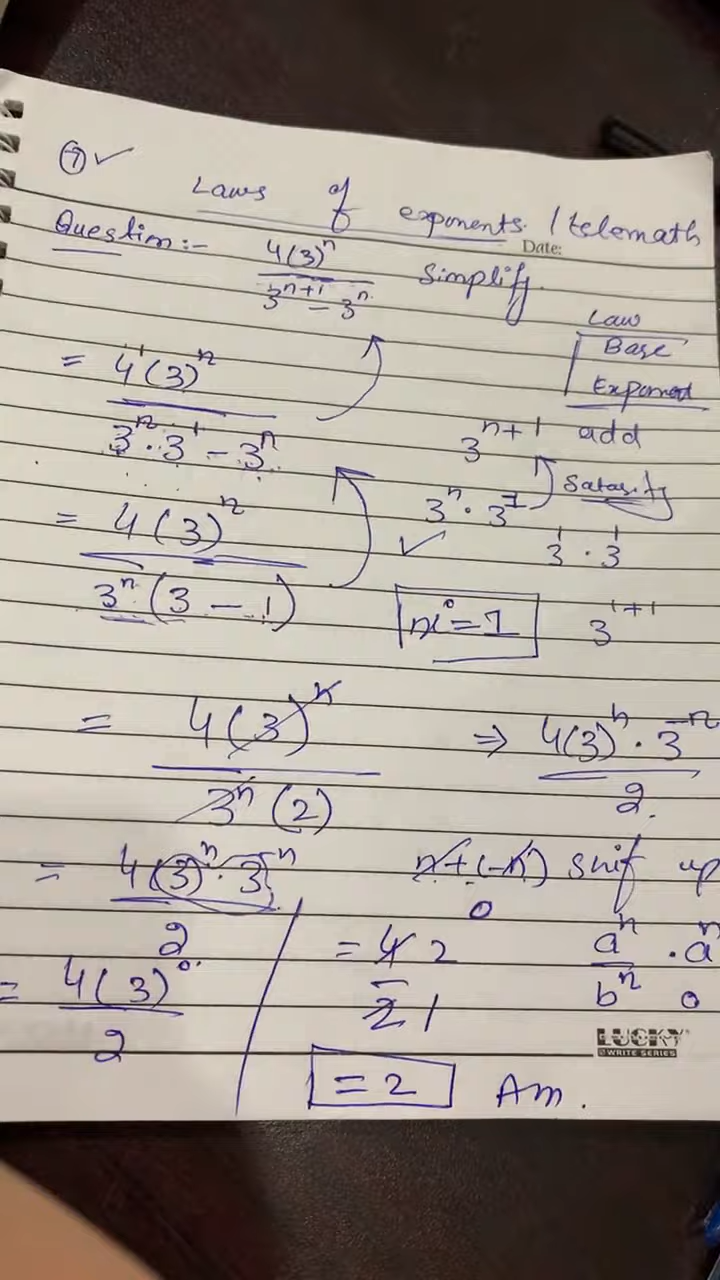 ⑦✓
Laws of exponents / telemath
Date:
Question:- 4(3)^n / 3^{n+1} - 3^n Simplify.
Law
Base
Exponent
= 4^1(3)^n / 3^n · 3^1 - 3^n
3^{n+1} add
3^n · 3^1
= 4(3)^n / 3^n(3 - 1)
✓
3^1 · 3^1
n = 1
3^{1+1}
= 4(3)^n / 3^n(2)
⇒ 4(3)^n · 3^{-n} / 2.
= 4(3)^n · 3^{-n} / 2
n+(-n) shif up
0
= 4(3)^0 / 2
= 4 2 / 2 1
a^n / b^n · a^n
0
LUCKY
WRITE SERIES
= 2 Am.